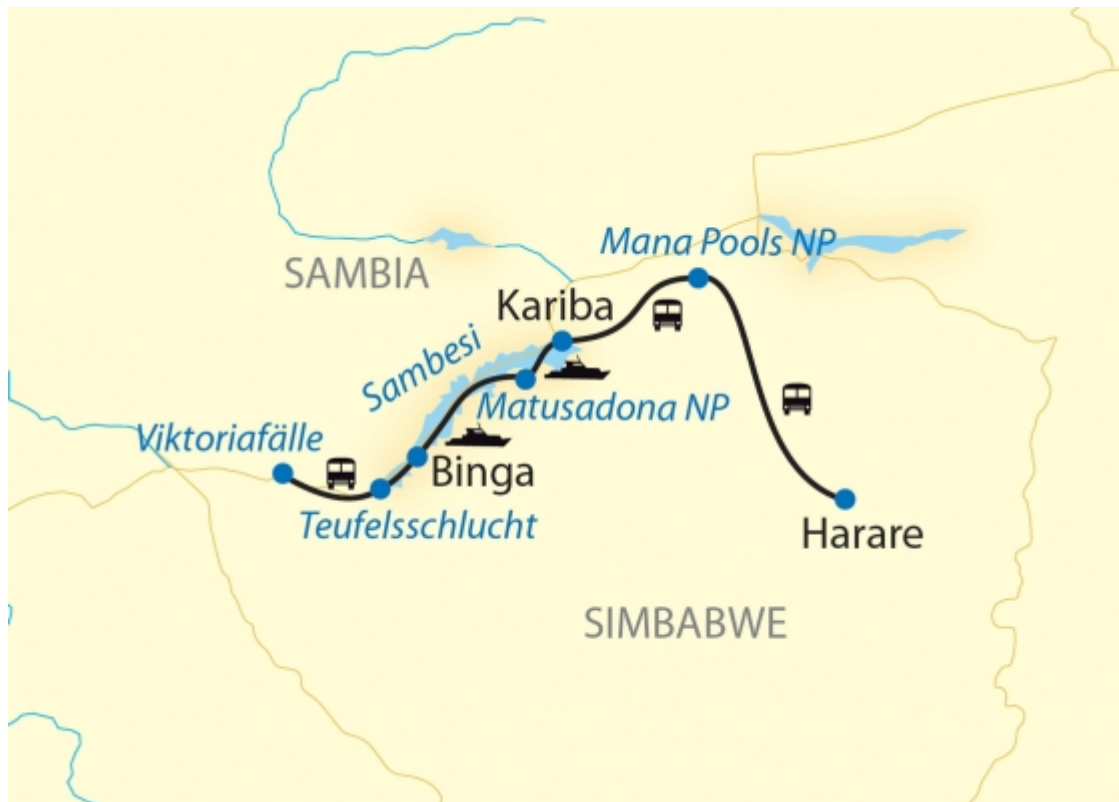 Mana Pools NP
SAMBIA
Kariba
Sambesi
Matusadona NP
Viktoriafälle
Binga
Teufelsschlucht
Harare
SIMBABWE